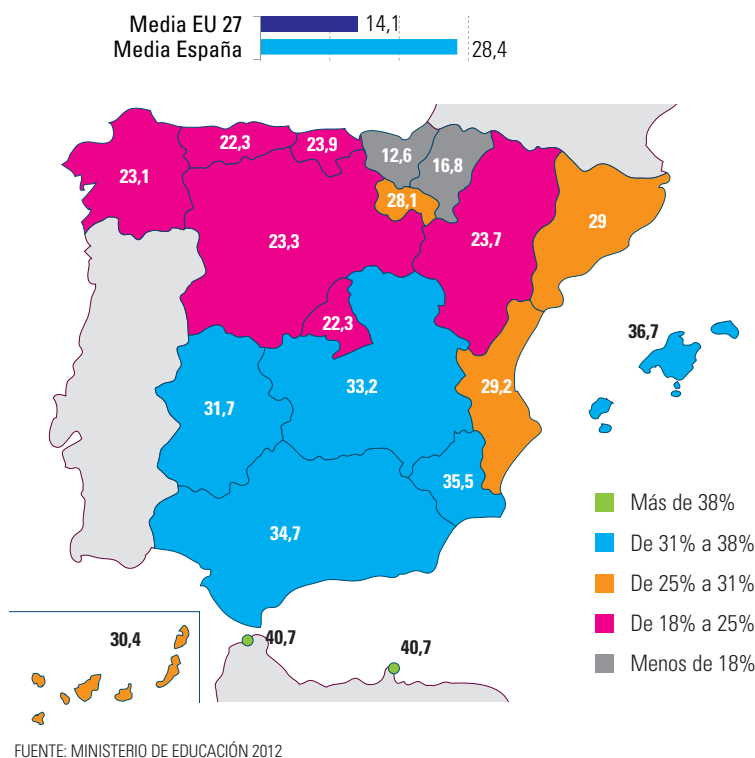 Media EU 27 14,1
Media España 28,4
22,3
23,9
12,6
16,8
23,1
28,1
23,3
23,7
29
22,3
36,7
33,2
29,2
31,7
35,5
34,7
Más de 38%
De 31% a 38%
De 25% a 31%
De 18% a 25%
Menos de 18%
30,4
40,7
40,7
FUENTE: MINISTERIO DE EDUCACIÓN 2012